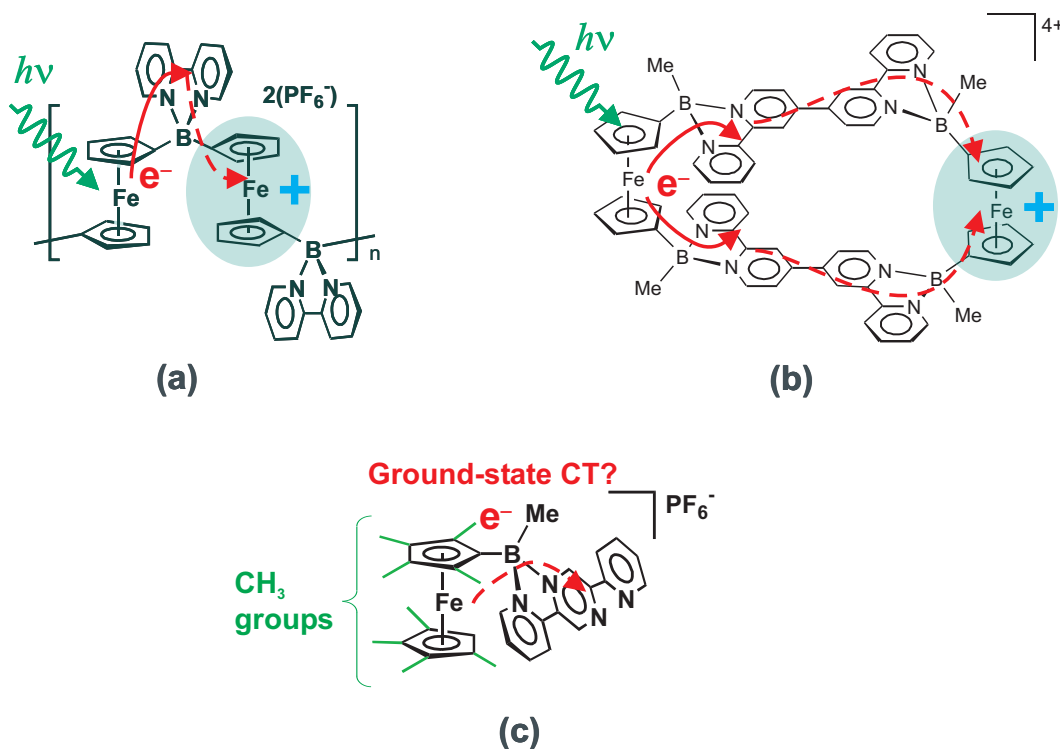 hν
2(PF₆⁻)
N N
B
Fe e⁻ Fe +
n
B
N N
(a)
4+
hν
Me
N
Me
B N
N B
Fe e⁻
Fe +
N
B N
N B
Me
N
Me
(b)
Ground-state CT?
e⁻ Me PF₆⁻
B
CH₃
groups
N
N
Fe
N N
(c)